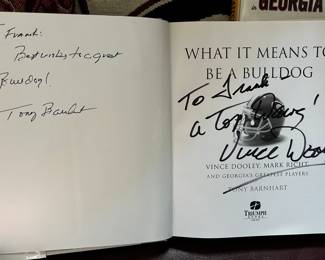 GEORGIA
To Frank:
Best wishes to a great
Bulldog!
Tony Barnhart
WHAT IT MEANS TO
BE A BULLDOG
To Frank
a Top Dawg!
Vince Dooley
VINCE DOOLEY, MARK RICHT,
AND GEORGIA'S GREATEST PLAYERS
TONY BARNHART
TRIUMPH
BOOKS